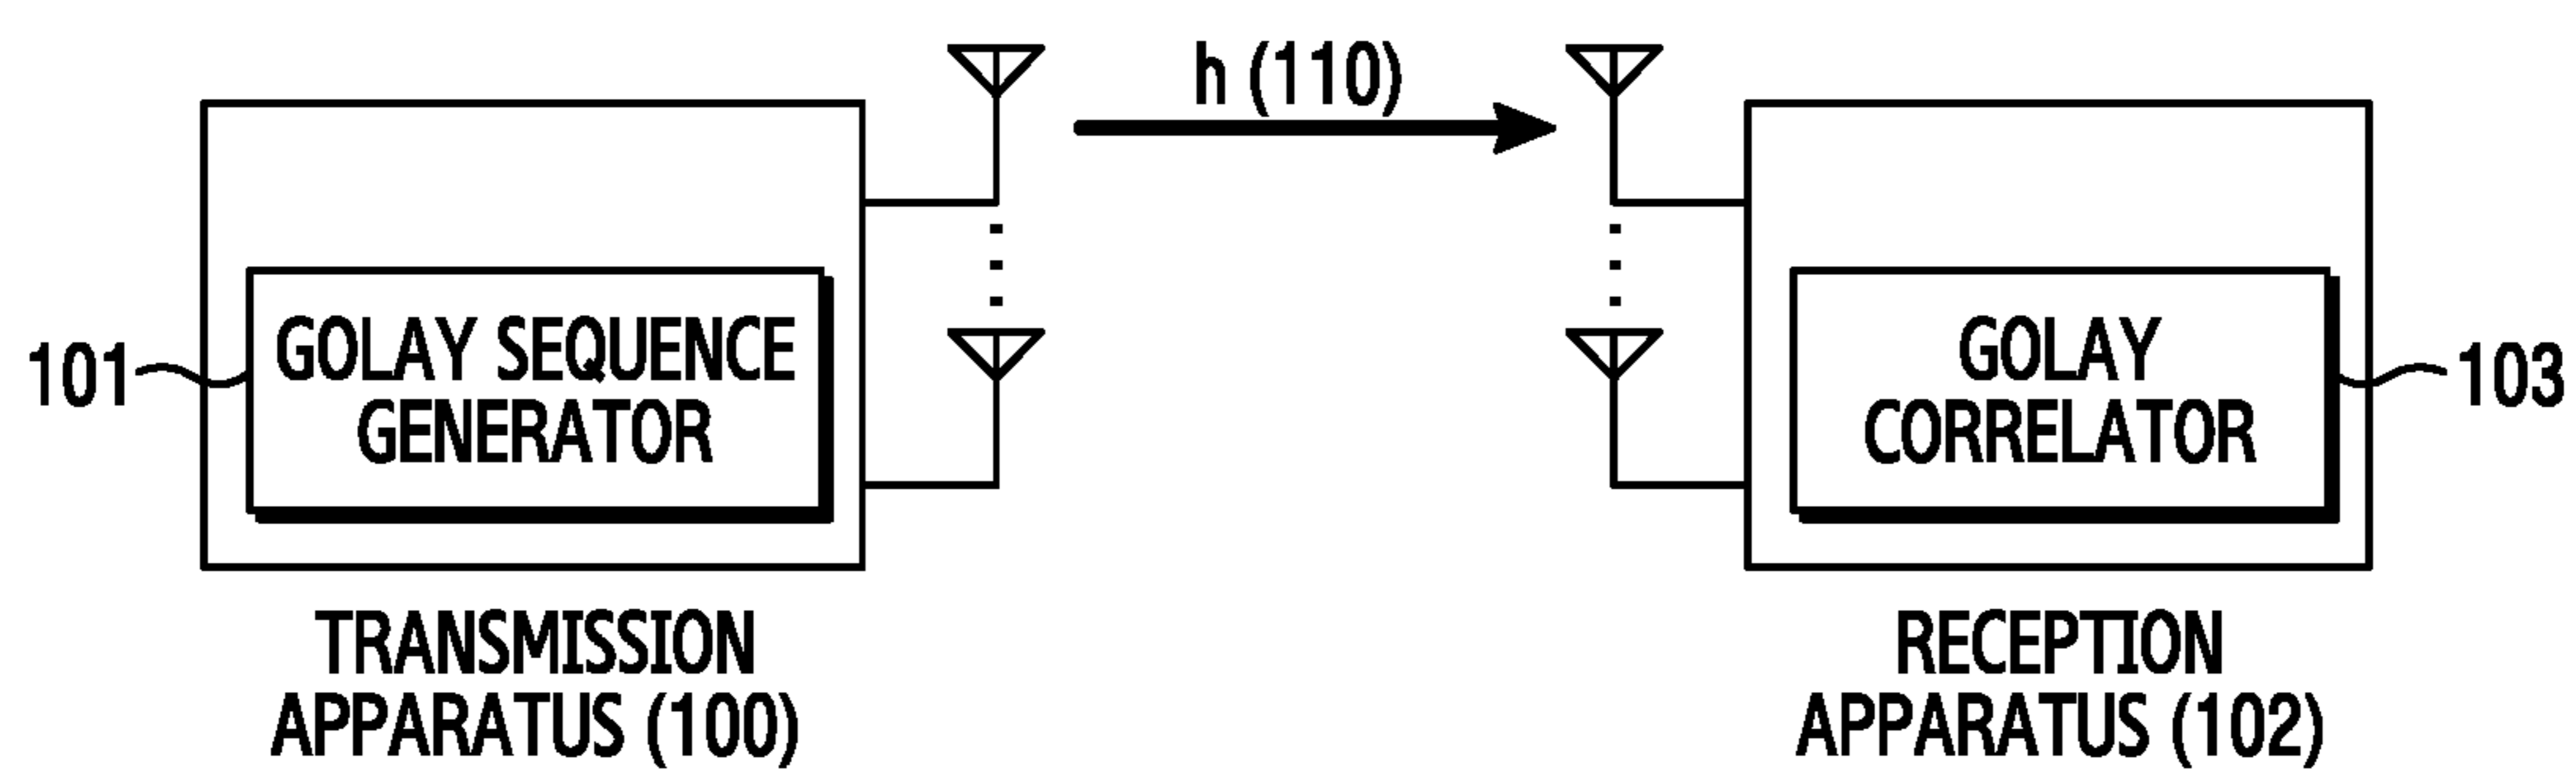 h (110)
101
GOLAY SEQUENCE
GENERATOR
GOLAY
CORRELATOR
103
TRANSMISSION
APPARATUS (100)
RECEPTION
APPARATUS (102)